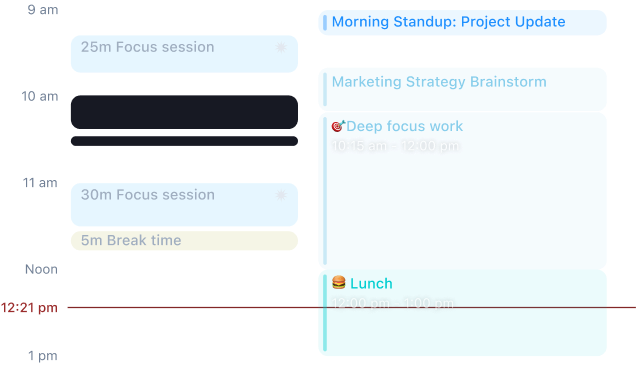 9 am
Morning Standup: Project Update
25m Focus session
Marketing Strategy Brainstorm
10 am
🎯Deep focus work
10:15 am - 12:00 pm
11 am
30m Focus session
5m Break time
Noon
🍔 Lunch
12:00 pm - 1:00 pm
12:21 pm
1 pm